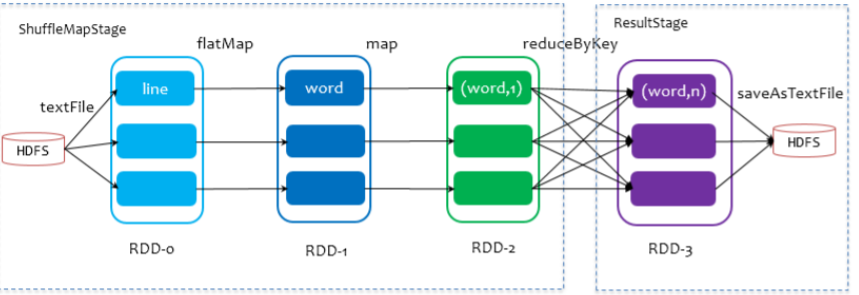 ShuffleMapStage
ResultStage
flatMap
map
reduceByKey
textFile
line
word
(word,1)
(word,n)
saveAsTextFile
HDFS
HDFS
RDD-0
RDD-1
RDD-2
RDD-3